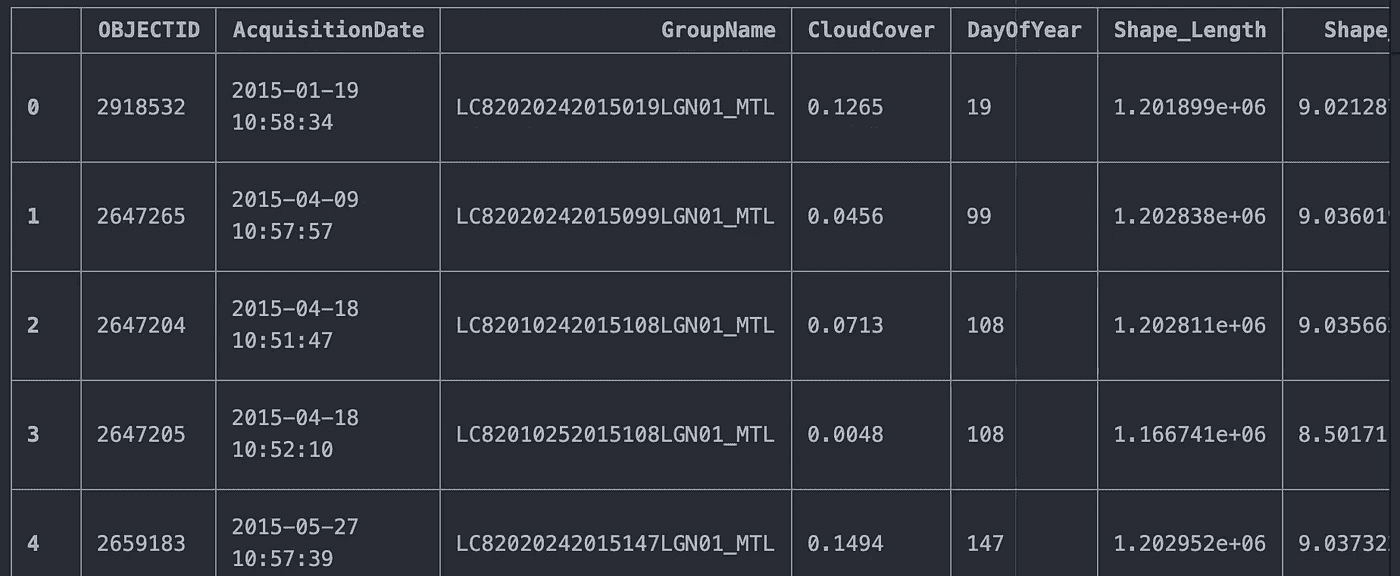 OBJECTID AcquisitionDate GroupName CloudCover DayOfYear Shape_Length Shape_
0 2918532 2015-01-19 10:58:34 LC82020242015019LGN01_MTL 0.1265 19 1.201899e+06 9.02128
1 2647265 2015-04-09 10:57:57 LC82020242015099LGN01_MTL 0.0456 99 1.202838e+06 9.03601
2 2647204 2015-04-18 10:51:47 LC82010242015108LGN01_MTL 0.0713 108 1.202811e+06 9.03566
3 2647205 2015-04-18 10:52:10 LC82010252015108LGN01_MTL 0.0048 108 1.166741e+06 8.50171
4 2659183 2015-05-27 10:57:39 LC82020242015147LGN01_MTL 0.1494 147 1.202952e+06 9.03732